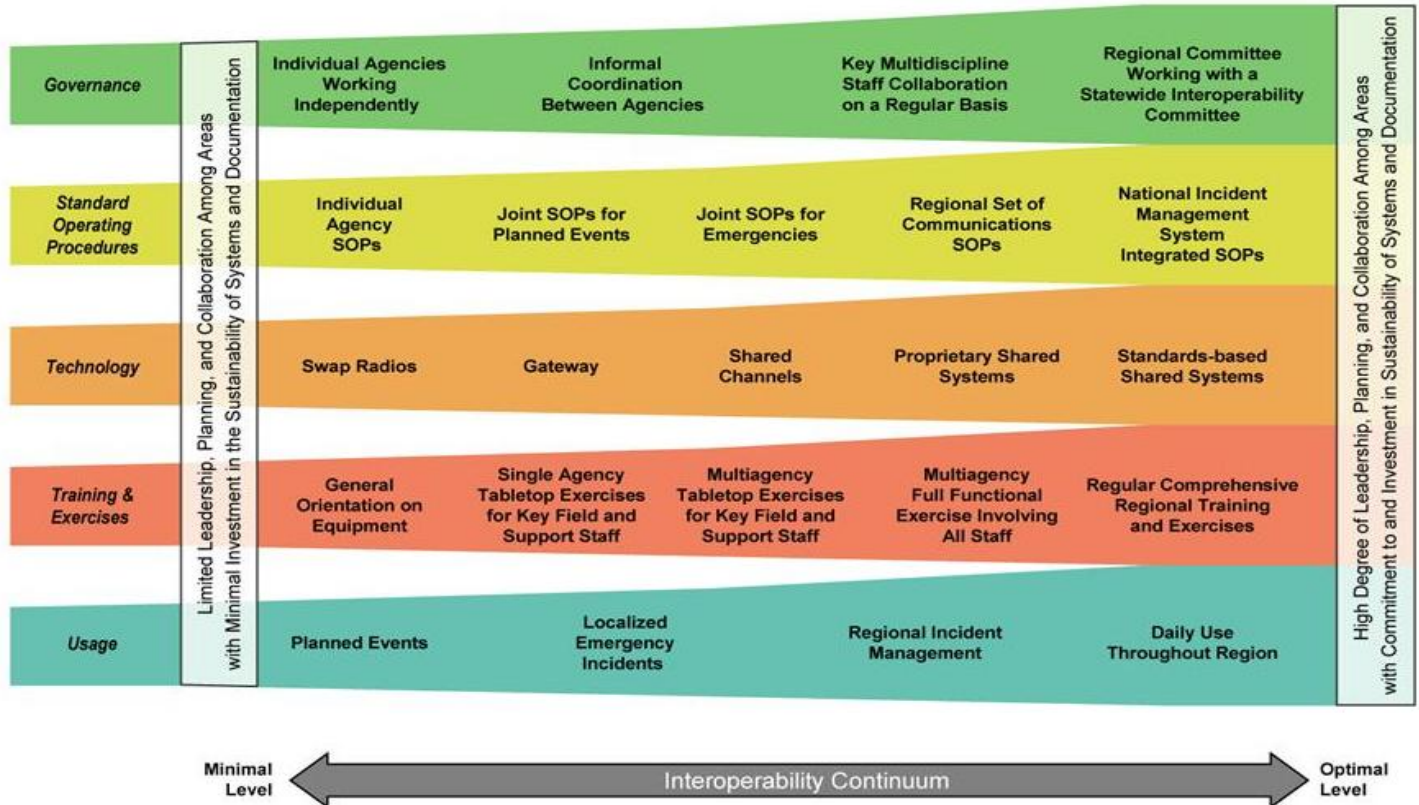 Governance
Individual Agencies
Working
Independently
Informal
Coordination
Between Agencies
Key Multidiscipline
Staff Collaboration
on a Regular Basis
Regional Committee
Working with a
Statewide Interoperability
Committee
Standard
Operating
Procedures
Individual
Agency
SOPs
Joint SOPs for
Planned Events
Joint SOPs for
Emergencies
Regional Set of
Communications
SOPs
National Incident
Management
System
Integrated SOPs
Technology
Swap Radios
Gateway
Shared
Channels
Proprietary Shared
Systems
Standards-based
Shared Systems
Training &
Exercises
General
Orientation on
Equipment
Single Agency
Tabletop Exercises
for Key Field and
Support Staff
Multiagency
Tabletop Exercises
for Key Field and
Support Staff
Multiagency
Full Functional
Exercise Involving
All Staff
Regular Comprehensive
Regional Training
and Exercises
Usage
Planned Events
Localized
Emergency
Incidents
Regional Incident
Management
Daily Use
Throughout Region
Limited Leadership, Planning, and Collaboration Among Areas
with Minimal Investment in the Sustainability of Systems and Documentation
High Degree of Leadership, Planning, and Collaboration Among Areas
with Commitment to and Investment in Sustainability of Systems and Documentation
Minimal
Level
Interoperability Continuum
Optimal
Level